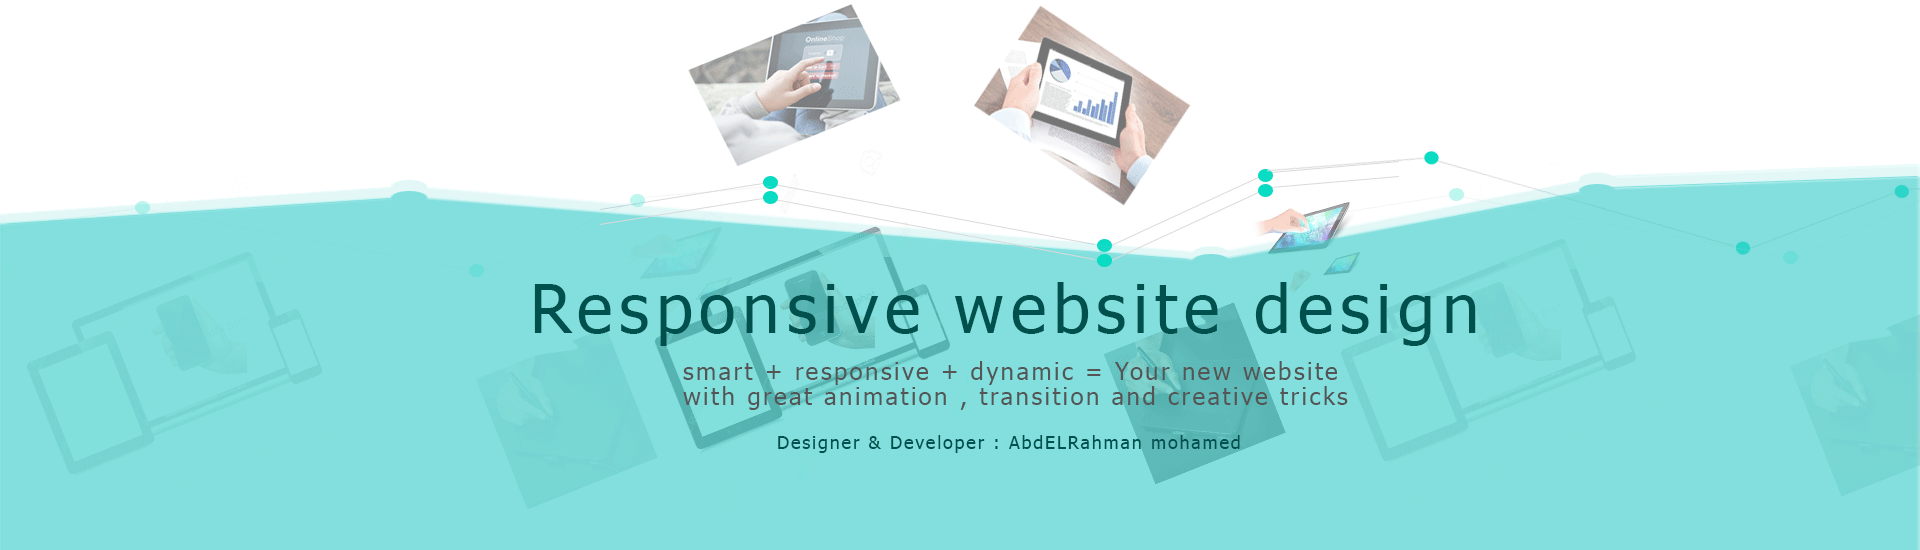 OnlineShop
Responsive website design
smart + responsive + dynamic = Your new website
with great animation , transition and creative tricks
Designer & Developer : AbdELRahman mohamed